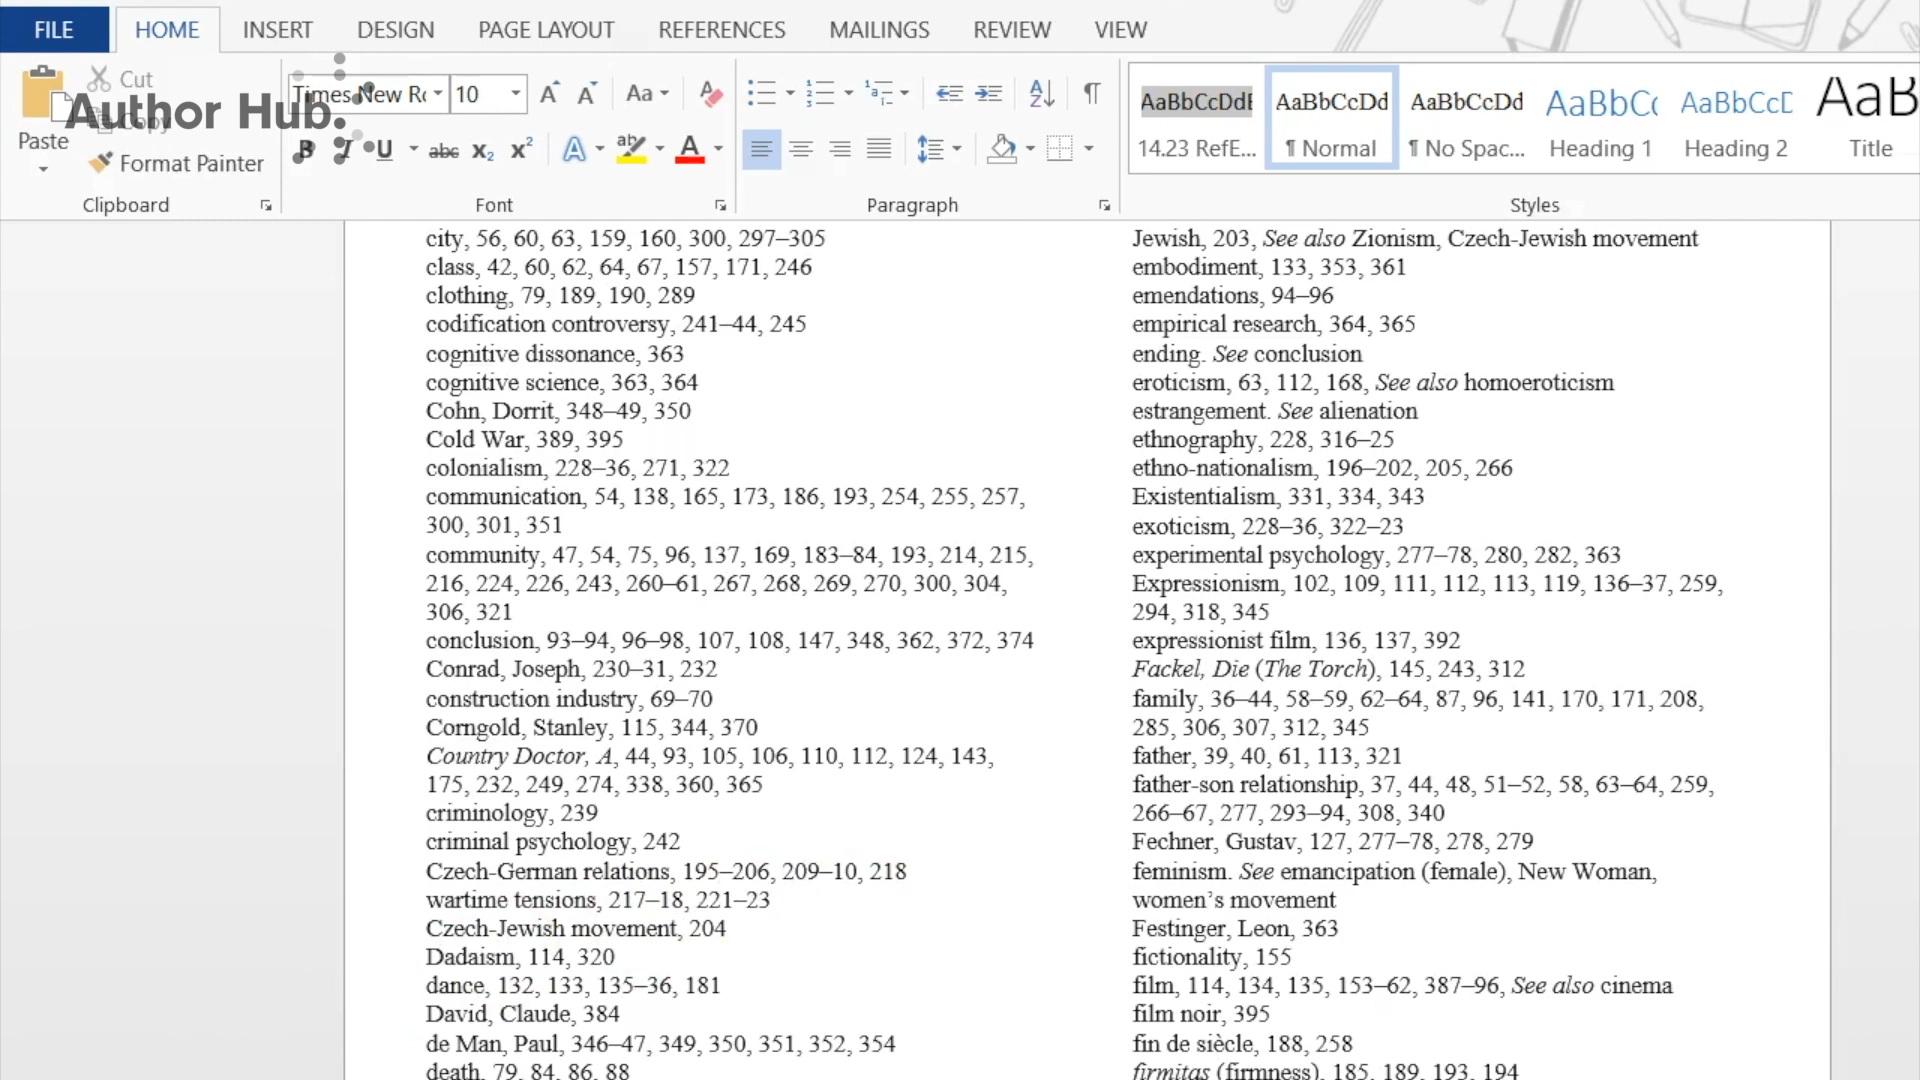 FILE
HOME
INSERT
DESIGN
PAGE LAYOUT
REFERENCES
MAILINGS
REVIEW
VIEW
Cut
Copy
Paste
Format Painter
Clipboard
Author Hub.
Times New Ro
10
Aa
B I U abc x₂ x²
A ab A
Font
Paragraph
AaBbCcDdE AaBbCcDd AaBbCcDd AaBbCc AaBbCcD AaB
14.23 RefE... ¶ Normal ¶ No Spac... Heading 1 Heading 2 Title
Styles
city, 56, 60, 63, 159, 160, 300, 297–305
class, 42, 60, 62, 64, 67, 157, 171, 246
clothing, 79, 189, 190, 289
codification controversy, 241–44, 245
cognitive dissonance, 363
cognitive science, 363, 364
Cohn, Dorrit, 348–49, 350
Cold War, 389, 395
colonialism, 228–36, 271, 322
communication, 54, 138, 165, 173, 186, 193, 254, 255, 257,
300, 301, 351
community, 47, 54, 75, 96, 137, 169, 183–84, 193, 214, 215,
216, 224, 226, 243, 260–61, 267, 268, 269, 270, 300, 304,
306, 321
conclusion, 93–94, 96–98, 107, 108, 147, 348, 362, 372, 374
Conrad, Joseph, 230–31, 232
construction industry, 69–70
Corngold, Stanley, 115, 344, 370
Country Doctor, A, 44, 93, 105, 106, 110, 112, 124, 143,
175, 232, 249, 274, 338, 360, 365
criminology, 239
criminal psychology, 242
Czech-German relations, 195–206, 209–10, 218
wartime tensions, 217–18, 221–23
Czech-Jewish movement, 204
Dadaism, 114, 320
dance, 132, 133, 135–36, 181
David, Claude, 384
de Man, Paul, 346–47, 349, 350, 351, 352, 354
death, 79, 84, 86, 88
Jewish, 203, See also Zionism, Czech-Jewish movement
embodiment, 133, 353, 361
emendations, 94–96
empirical research, 364, 365
ending. See conclusion
eroticism, 63, 112, 168, See also homoeroticism
estrangement. See alienation
ethnography, 228, 316–25
ethno-nationalism, 196–202, 205, 266
Existentialism, 331, 334, 343
exoticism, 228–36, 322–23
experimental psychology, 277–78, 280, 282, 363
Expressionism, 102, 109, 111, 112, 113, 119, 136–37, 259,
294, 318, 345
expressionist film, 136, 137, 392
Fackel, Die (The Torch), 145, 243, 312
family, 36–44, 58–59, 62–64, 87, 96, 141, 170, 171, 208,
285, 306, 307, 312, 345
father, 39, 40, 61, 113, 321
father-son relationship, 37, 44, 48, 51–52, 58, 63–64, 259,
266–67, 277, 293–94, 308, 340
Fechner, Gustav, 127, 277–78, 278, 279
feminism. See emancipation (female), New Woman,
women’s movement
Festinger, Leon, 363
fictionality, 155
film, 114, 134, 135, 153–62, 387–96, See also cinema
film noir, 395
fin de siècle, 188, 258
firmitas (firmness), 185, 189, 193, 194